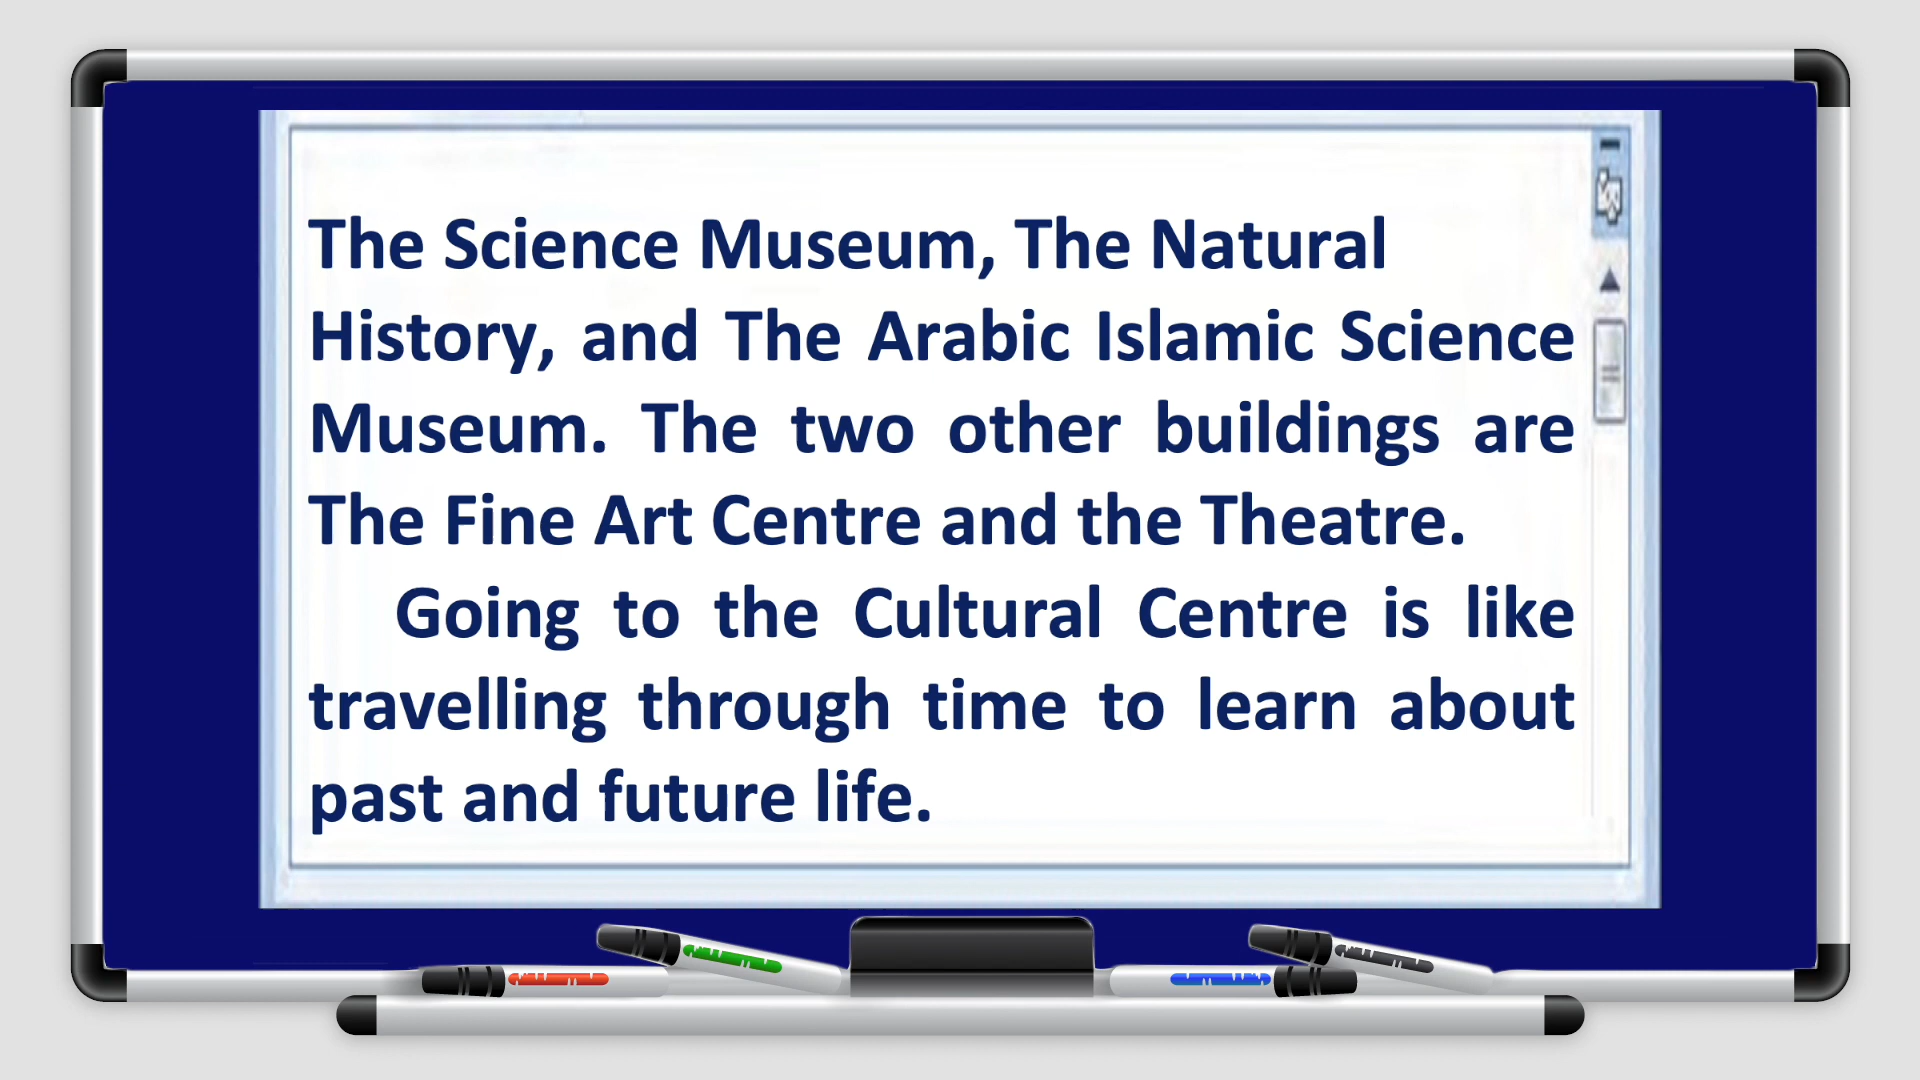 The Science Museum, The Natural
History, and The Arabic Islamic Science
Museum. The two other buildings are
The Fine Art Centre and the Theatre.
Going to the Cultural Centre is like
travelling through time to learn about
past and future life.